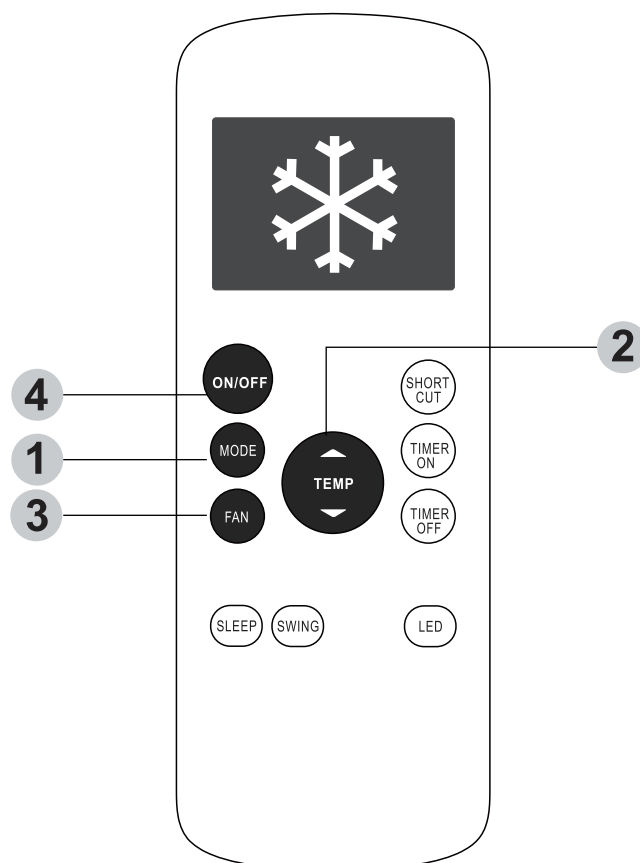 2
ON/OFF
SHORT
CUT
4
MODE
TIMER
ON
1
TEMP
FAN
TIMER
OFF
3
SLEEP
SWING
LED